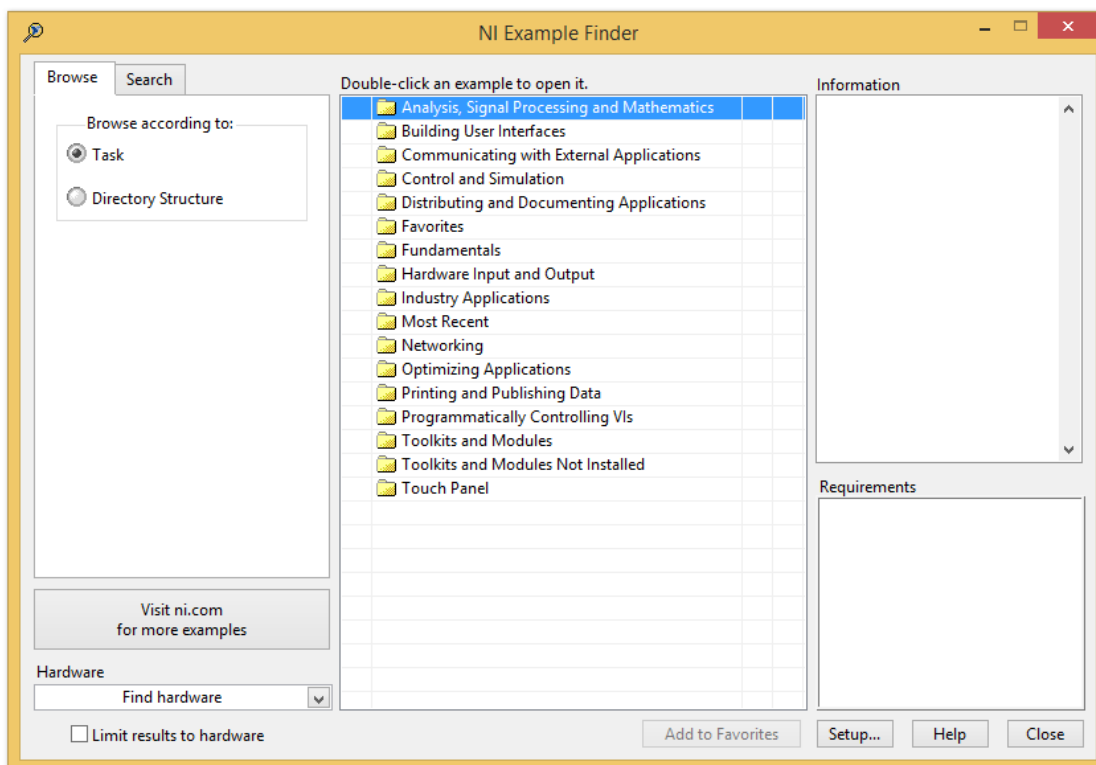 NI Example Finder
Browse
Search
Browse according to:
Task
Directory Structure
Visit ni.com
for more examples
Hardware
Find hardware
Limit results to hardware
Double-click an example to open it.
Analysis, Signal Processing and Mathematics
Building User Interfaces
Communicating with External Applications
Control and Simulation
Distributing and Documenting Applications
Favorites
Fundamentals
Hardware Input and Output
Industry Applications
Most Recent
Networking
Optimizing Applications
Printing and Publishing Data
Programmatically Controlling VIs
Toolkits and Modules
Toolkits and Modules Not Installed
Touch Panel
Information
Requirements
Add to Favorites
Setup...
Help
Close